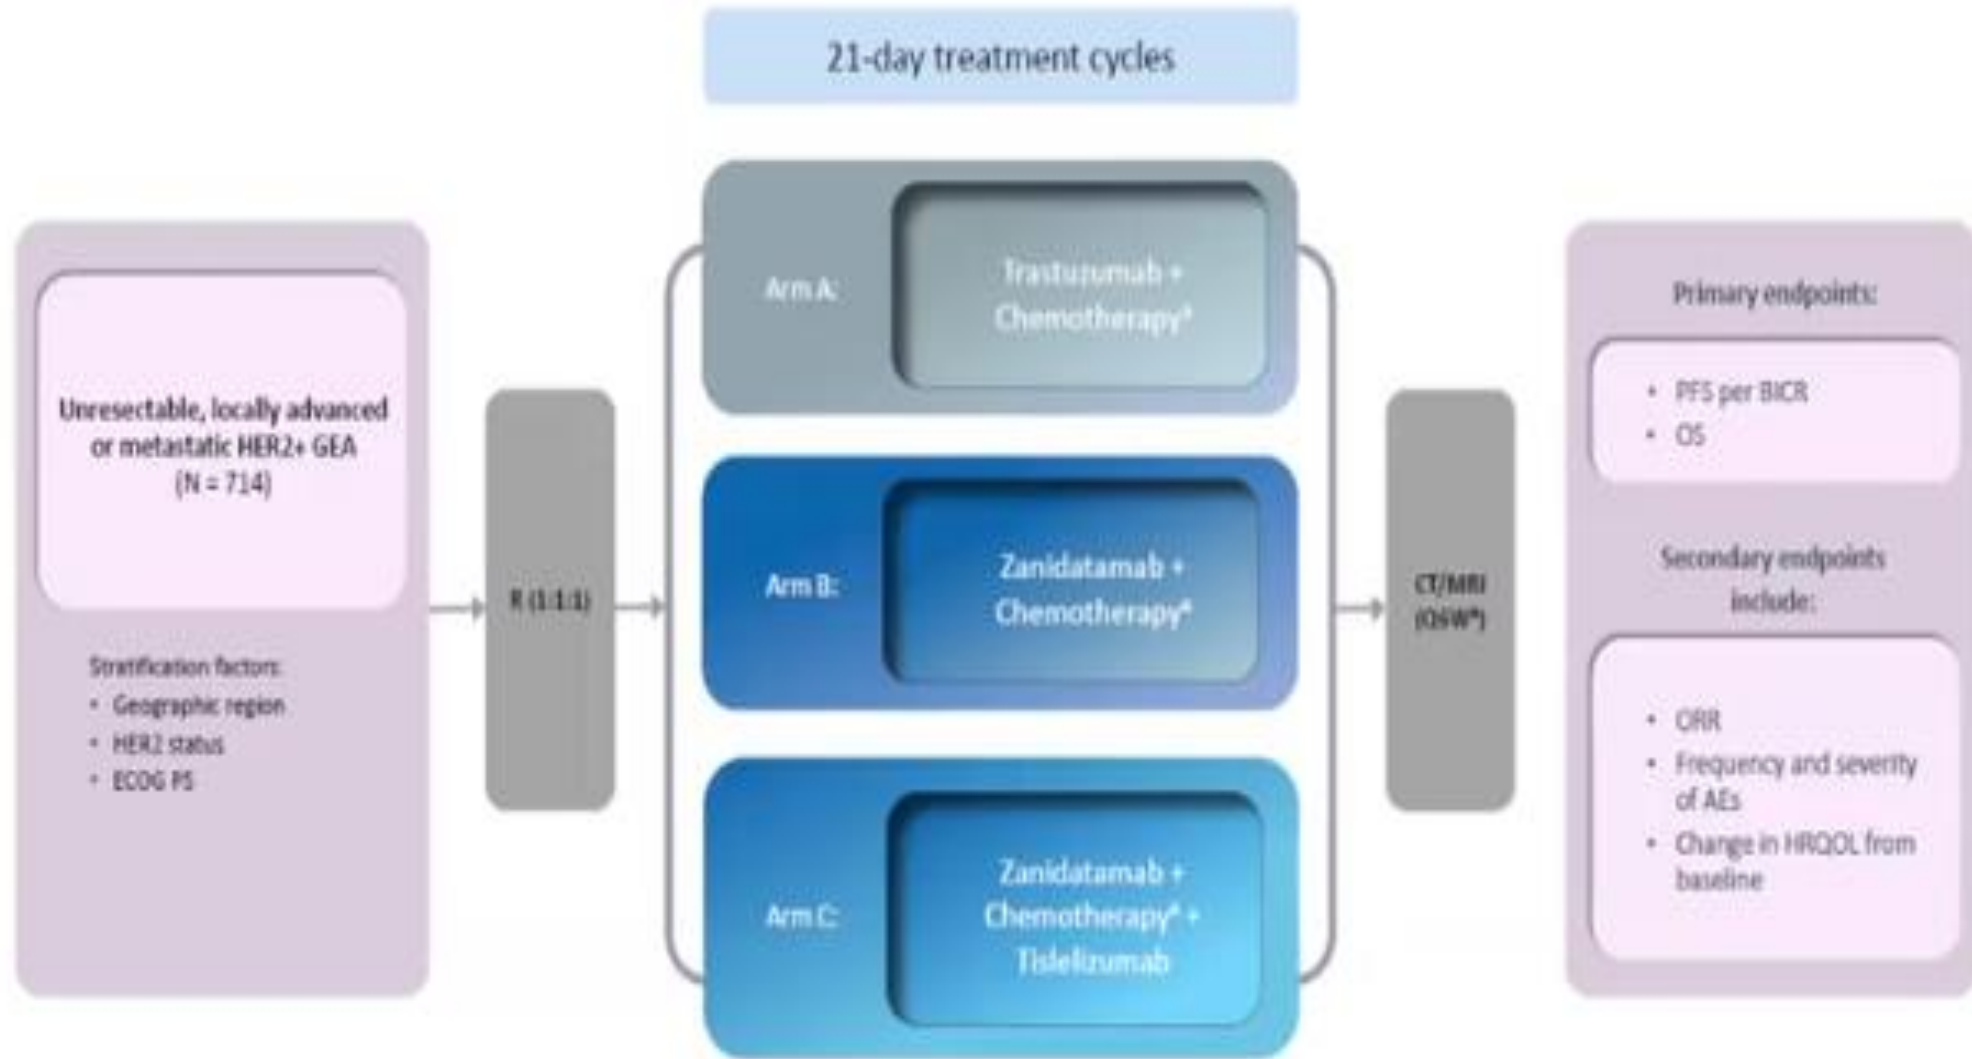 21-day treatment cycles
Unresectable, locally advanced
or metastatic HER2+ GEA
(N = 714)
Stratification factors:
• Geographic region
• HER2 status
• ECOG PS
R (1:1:1)
Arm A:
Trastuzumab +
Chemotherapy
Arm B:
Zanidatamab +
Chemotherapy
Arm C:
Zanidatamab +
Chemotherapy +
Tislelizumab
CT/MRI
Primary endpoints:
• PFS per BICR
• OS
Secondary endpoints
include:
• ORR
• Frequency and severity
of AEs
• Change in HRQOL from
baseline